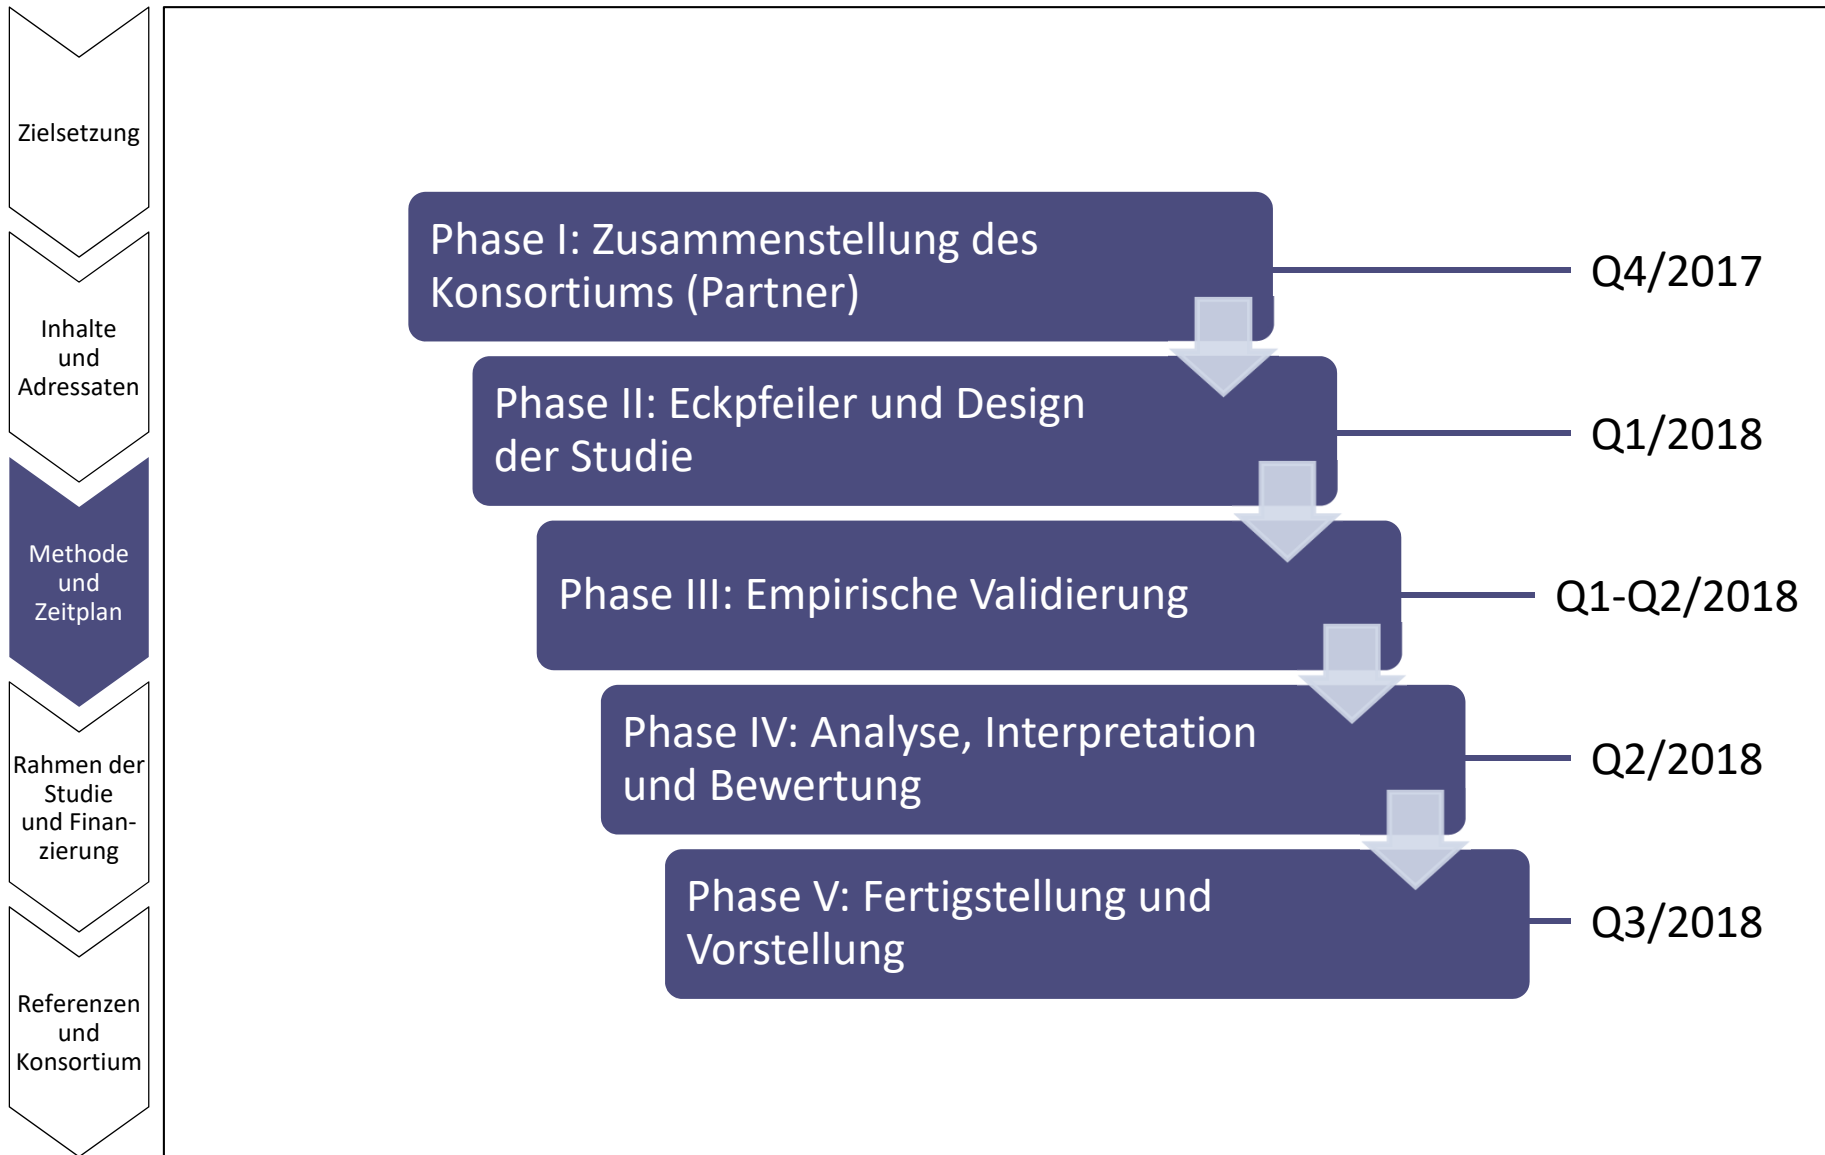 Zielsetzung
Inhalte
und
Adressaten
Methode
und
Zeitplan
Rahmen der
Studie
und Finan-
zierung
Referenzen
und
Konsortium
Phase I: Zusammenstellung des
Konsortiums (Partner)
Q4/2017
Phase II: Eckpfeiler und Design
der Studie
Q1/2018
Phase III: Empirische Validierung
Q1-Q2/2018
Phase IV: Analyse, Interpretation
und Bewertung
Q2/2018
Phase V: Fertigstellung und
Vorstellung
Q3/2018